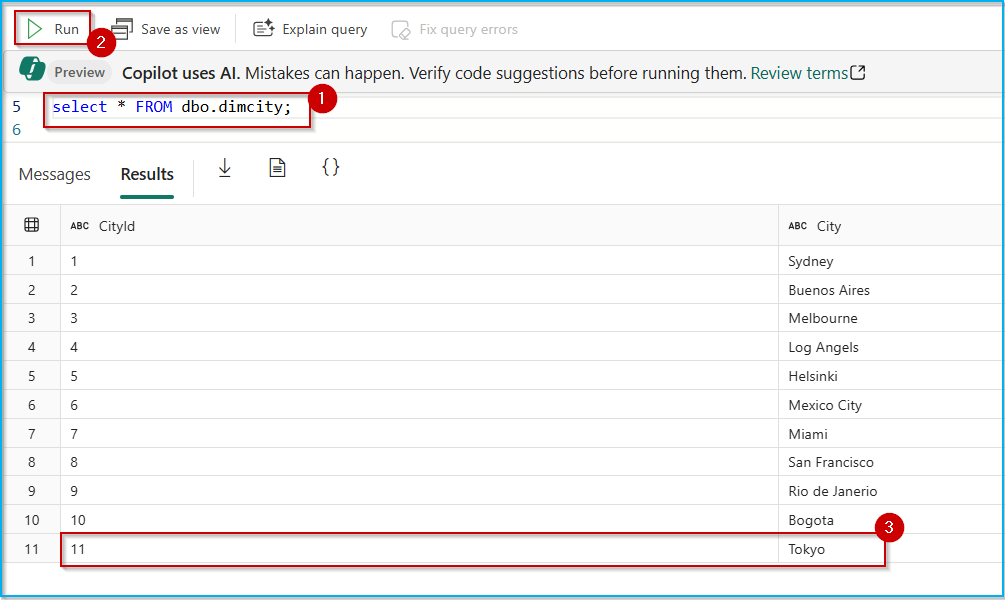 Run
2
Save as view
Explain query
Fix query errors
Preview Copilot uses AI. Mistakes can happen. Verify code suggestions before running them. Review terms
5 select * FROM dbo.dimcity;
1
6
Messages Results {}
ABC CityId ABC City
1 1 Sydney
2 2 Buenos Aires
3 3 Melbourne
4 4 Log Angels
5 5 Helsinki
6 6 Mexico City
7 7 Miami
8 8 San Francisco
9 9 Rio de Janerio
10 10 Bogota
3
11 11 Tokyo